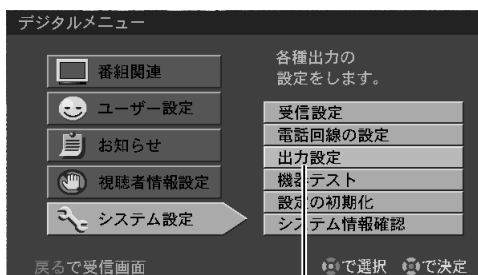 デジタルメニュー
番組関連
ユーザー設定
お知らせ
視聴者情報設定
システム設定
各種出力の
設定をします。
受信設定
電話回線の設定
出力設定
機器テスト
設定の初期化
システム情報確認
戻るで受信画面
で選択 で決定